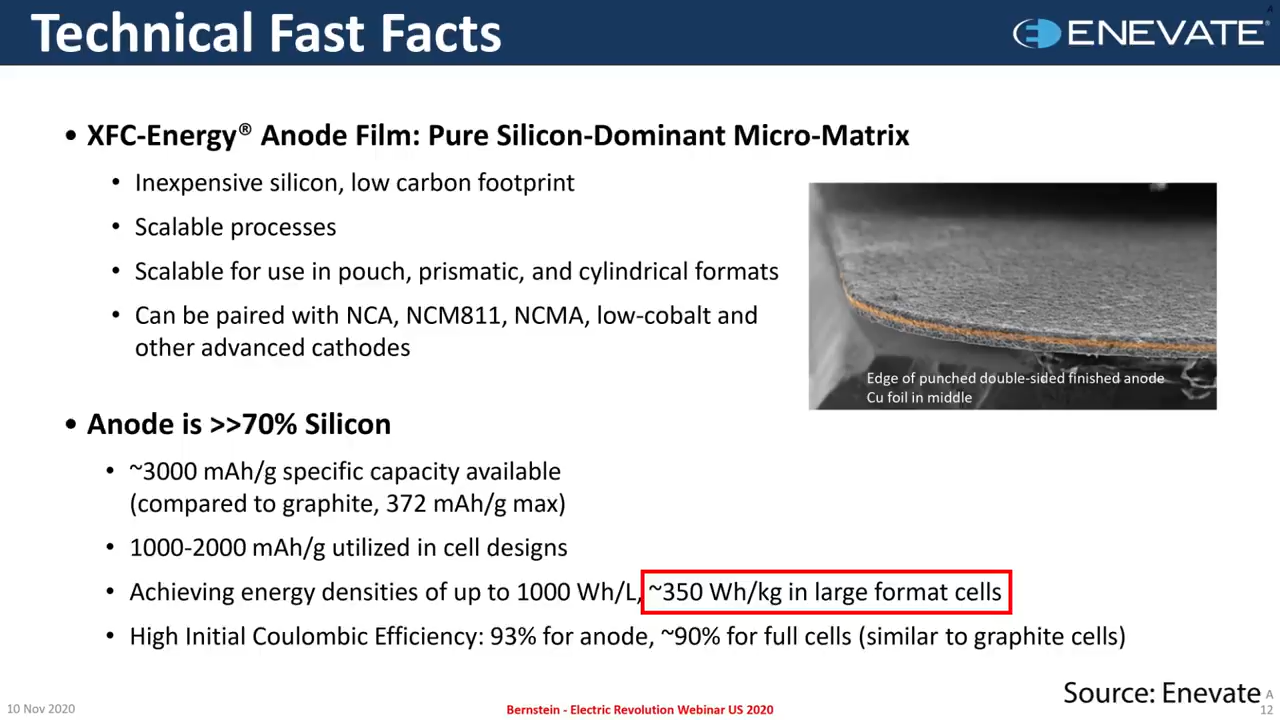 Technical Fast Facts
ENEVATE®
• XFC-Energy® Anode Film: Pure Silicon-Dominant Micro-Matrix
• Inexpensive silicon, low carbon footprint
• Scalable processes
• Scalable for use in pouch, prismatic, and cylindrical formats
• Can be paired with NCA, NCM811, NCMA, low-cobalt and
other advanced cathodes
Edge of punched double-sided finished anode
Cu foil in middle
• Anode is >>70% Silicon
• ~3000 mAh/g specific capacity available
(compared to graphite, 372 mAh/g max)
• 1000-2000 mAh/g utilized in cell designs
• Achieving energy densities of up to 1000 Wh/L, ~350 Wh/kg in large format cells
• High Initial Coulombic Efficiency: 93% for anode, ~90% for full cells (similar to graphite cells)
Source: Enevate
A
10 Nov 2020
Bernstein - Electric Revolution Webinar US 2020
12